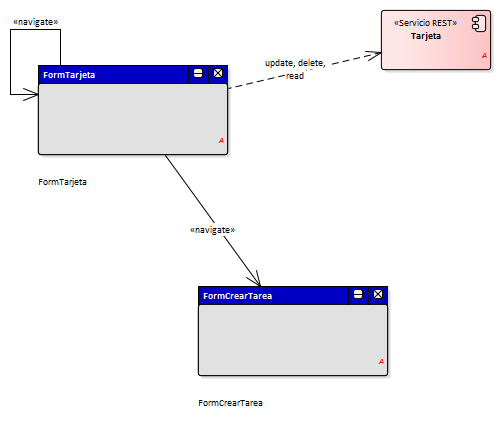 «navigate»
«Servicio REST»
Tarjeta
A
update, delete,
read
FormTarjeta
A
FormTarjeta
«navigate»
FormCrearTarea
A
FormCrearTarea